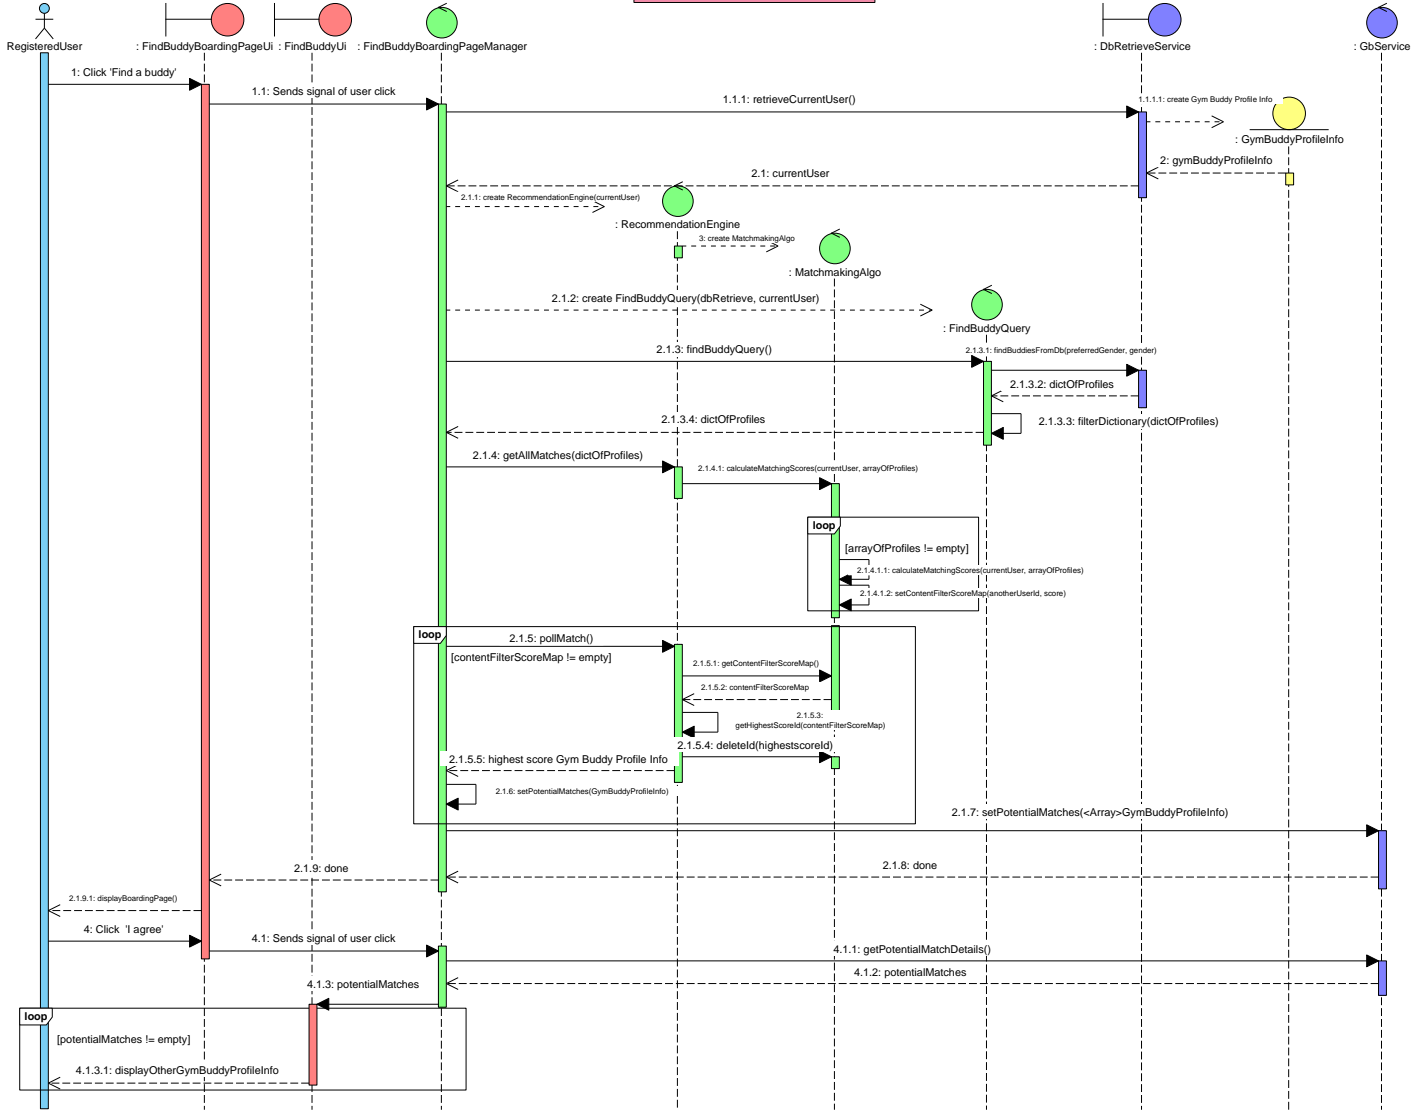 RegisteredUser
: FindBuddyBoardingPageUi
: FindBuddyUi
: FindBuddyBoardingPageManager
: DbRetrieveService
: GbService
1: Click 'Find a buddy'
1.1: Sends signal of user click
1.1.1: retrieveCurrentUser()
1.1.1.1: create Gym Buddy Profile Info
: GymBuddyProfileInfo
2: gymBuddyProfileInfo
2.1: currentUser
2.1.1: create RecommendationEngine(currentUser)
: RecommendationEngine
3: create MatchmakingAlgo
: MatchmakingAlgo
2.1.2: create FindBuddyQuery(dbRetrieve, currentUser)
: FindBuddyQuery
2.1.3: findBuddyQuery()
2.1.3.1: findBuddiesFromDb(preferredGender, gender)
2.1.3.2: dictOfProfiles
2.1.3.3: filterDictionary(dictOfProfiles)
2.1.3.4: dictOfProfiles
2.1.4: getAllMatches(dictOfProfiles)
2.1.4.1: calculateMatchingScores(currentUser, arrayOfProfiles)
loop
[arrayOfProfiles != empty]
2.1.4.1.1: calculateMatchingScores(currentUser, arrayOfProfiles)
2.1.4.1.2: setContentFilterScoreMap(anotherUserId, score)
loop
2.1.5: pollMatch()
[contentFilterScoreMap != empty]
2.1.5.1: getContentFilterScoreMap()
2.1.5.2: contentFilterScoreMap
2.1.5.3:
getHighestScoreId(contentFilterScoreMap)
2.1.5.4: deleteId(highestscoreId)
2.1.5.5: highest score Gym Buddy Profile Info
2.1.6: setPotentialMatches(GymBuddyProfileInfo)
2.1.7: setPotentialMatches(<Array>GymBuddyProfileInfo)
2.1.8: done
2.1.9: done
2.1.9.1: displayBoardingPage()
4: Click 'I agree'
4.1: Sends signal of user click
4.1.1: getPotentialMatchDetails()
4.1.2: potentialMatches
4.1.3: potentialMatches
loop
[potentialMatches != empty]
4.1.3.1: displayOtherGymBuddyProfileInfo